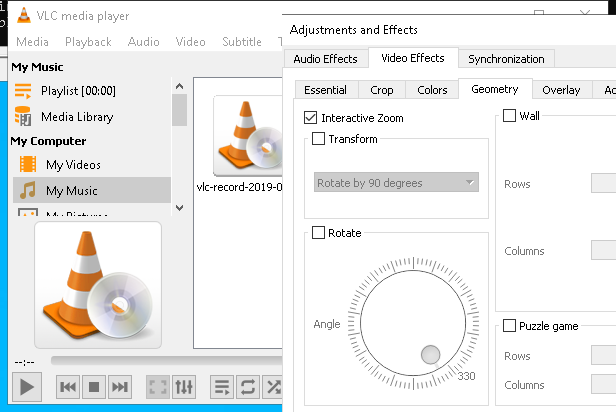 VLC media player
Media Playback Audio Video Subtitle
My Music
Playlist [00:00]
Media Library
My Computer
My Videos
My Music
My Pictures
vlc-record-2019-0
--:--
Adjustments and Effects
Audio Effects Video Effects Synchronization
Essential Crop Colors Geometry Overlay
Interactive Zoom
Transform
Rotate by 90 degrees
Rotate
Angle
330
Wall
Rows
Columns
Puzzle game
Rows
Columns